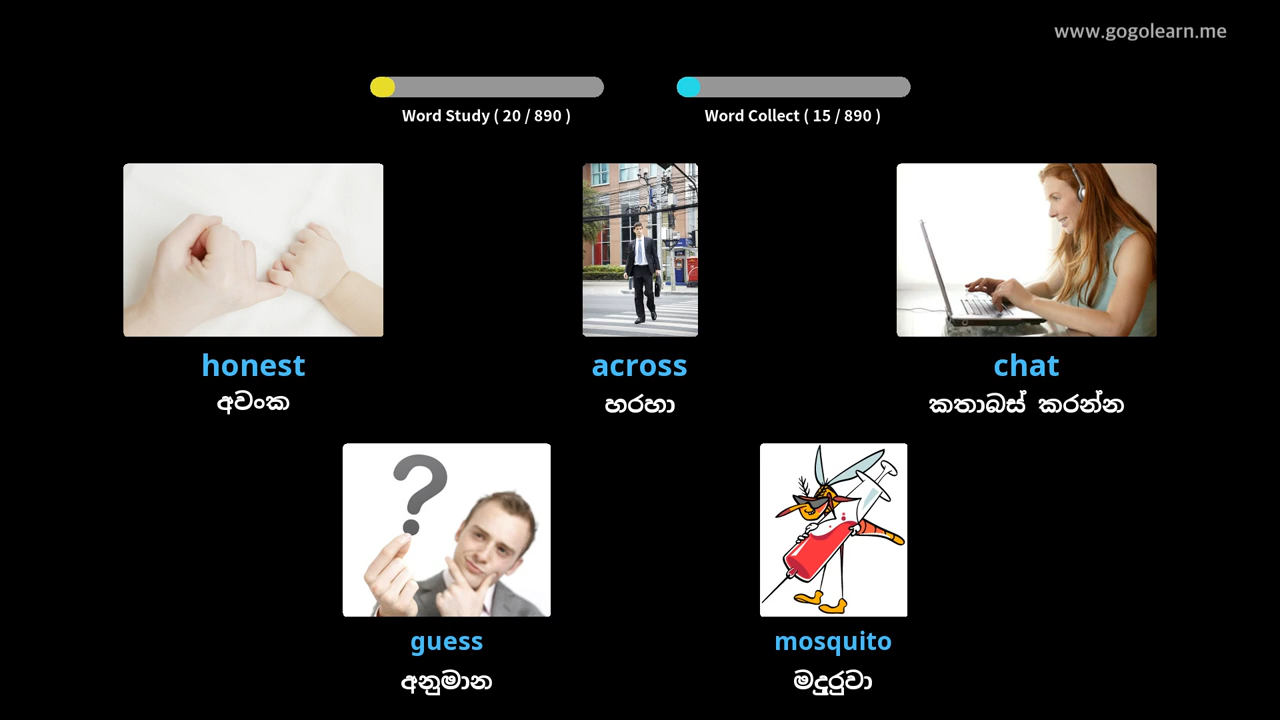 www.gogolearn.me
Word Study ( 20 / 890 )
Word Collect ( 15 / 890 )
honest
across
chat
අවංක
හරහා
කතාබස් කරන්න
guess
mosquito
අනුමාන
මදුරුවා